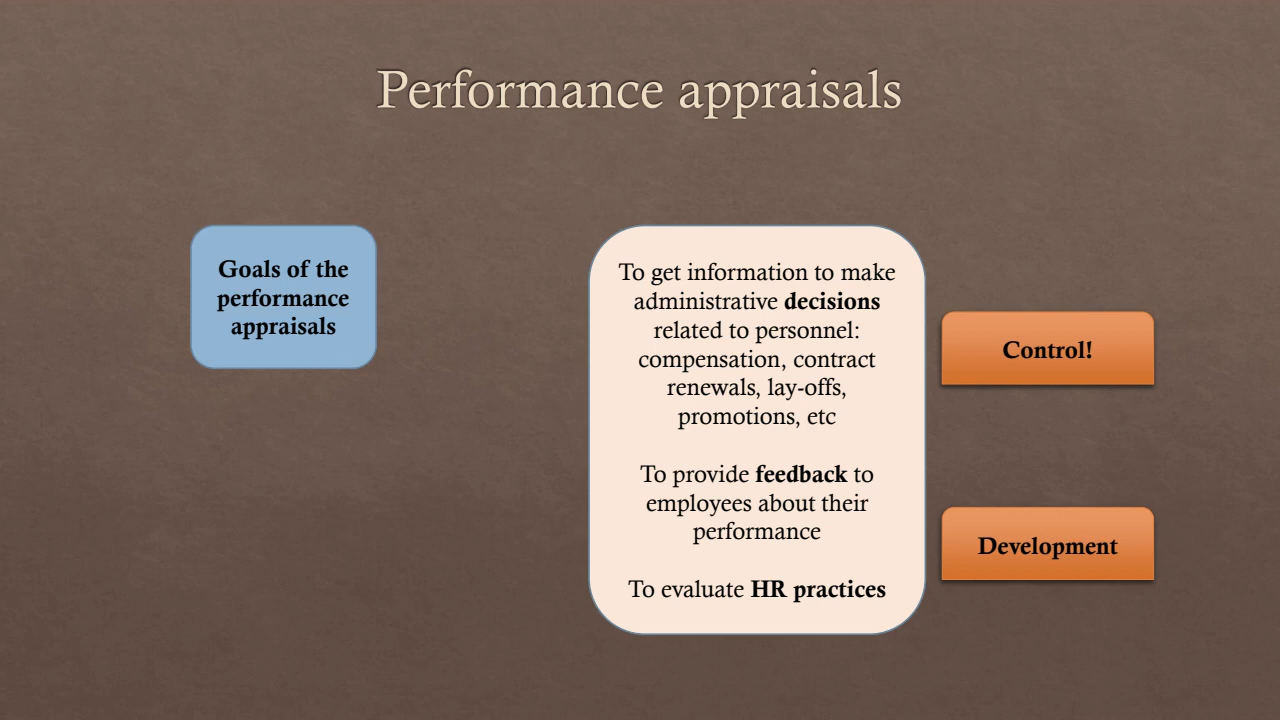 Performance appraisals
Goals of the
performance
appraisals
To get information to make
administrative decisions
related to personnel:
compensation, contract
renewals, lay-offs,
promotions, etc
To provide feedback to
employees about their
performance
To evaluate HR practices
Control!
Development